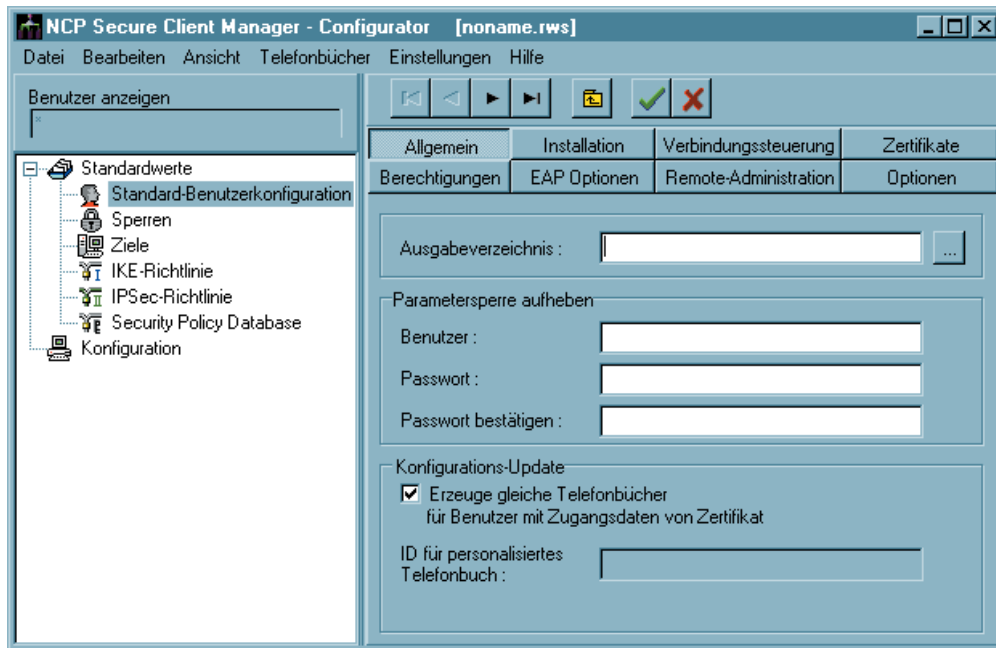 NCP Secure Client Manager - Configurator [noname.rws]
Datei Bearbeiten Ansicht Telefonbücher Einstellungen Hilfe
Benutzer anzeigen
*
Standardwerte
Standard-Benutzerkonfiguration
Sperren
Ziele
IKE-Richtlinie
IPSec-Richtlinie
Security Policy Database
Konfiguration
Allgemein Installation Verbindungssteuerung Zertifikate
Berechtigungen EAP Optionen Remote-Administration Optionen
Ausgabeverzeichnis :
...
Parametersperre aufheben
Benutzer :
Passwort :
Passwort bestätigen :
Konfigurations-Update
Erzeuge gleiche Telefonbücher
für Benutzer mit Zugangsdaten von Zertifikat
ID für personalisiertes
Telefonbuch :